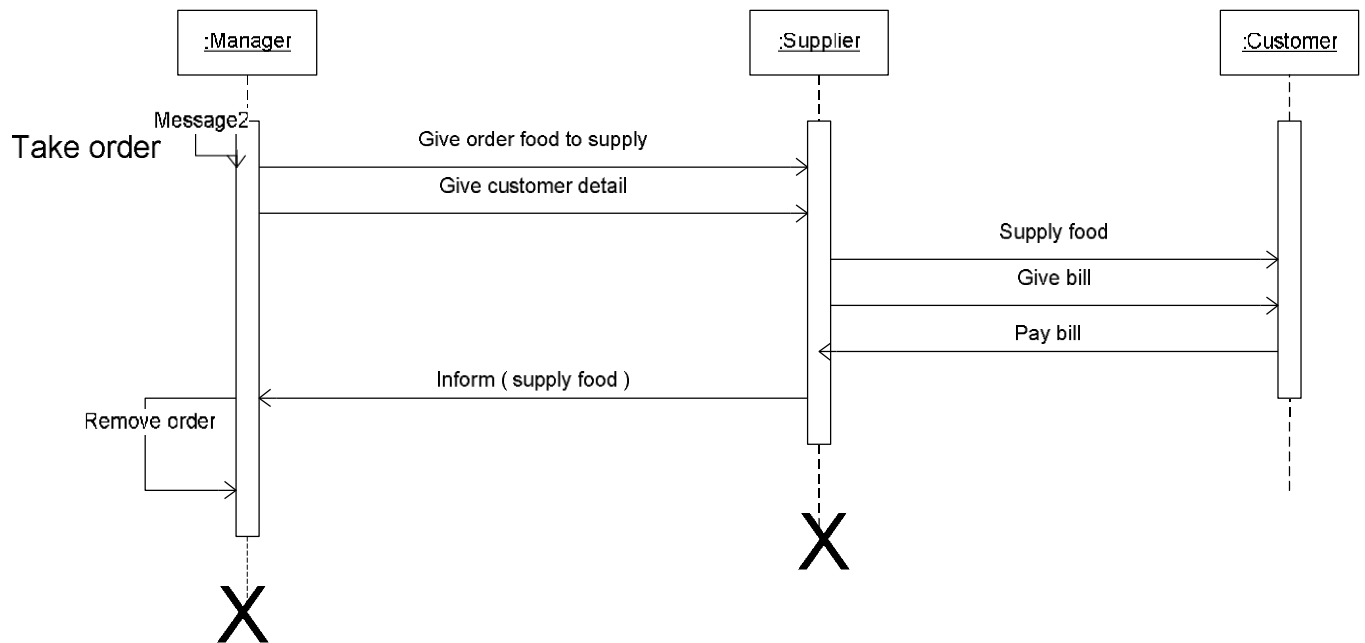 :Manager
:Supplier
:Customer
Message2
Take order
Give order food to supply
Give customer detail
Supply food
Give bill
Pay bill
Inform ( supply food )
Remove order
X
X